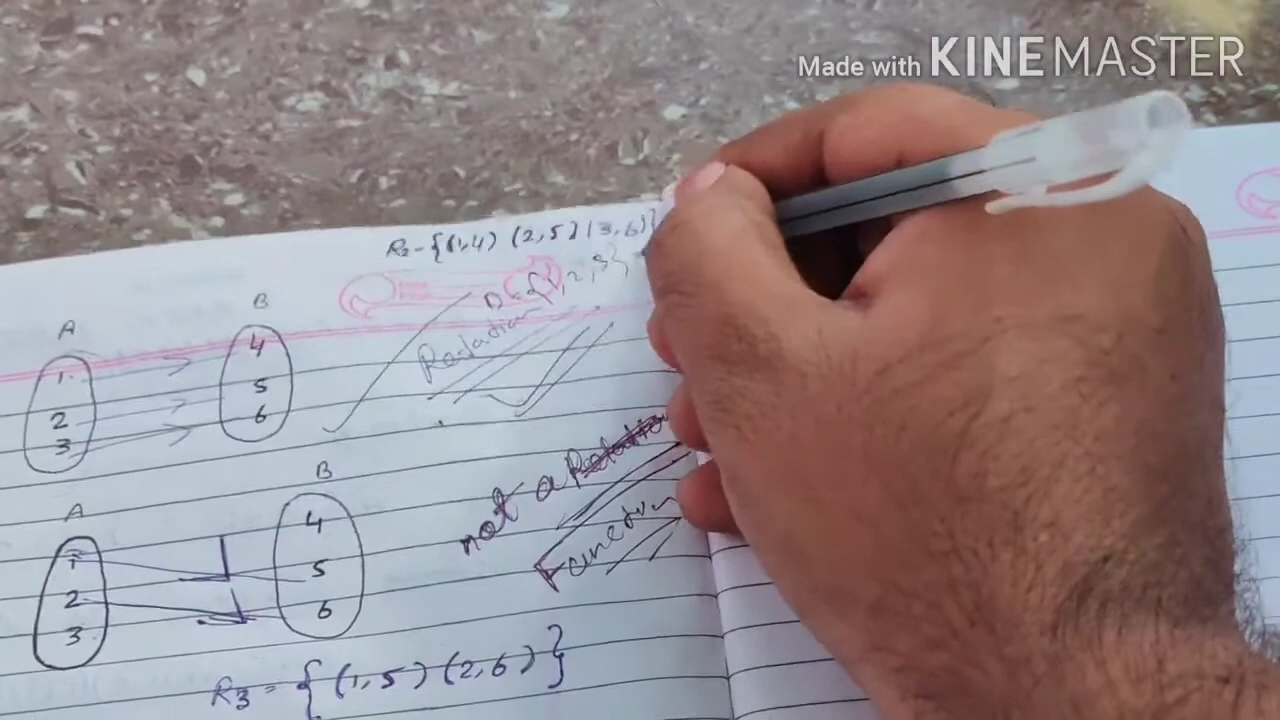 Made with KINEMASTER
R₂ = {(1,4) (2,5) (3,6)}
D = {1, 2, 3}
Relation
A B
1 4
2 5
3 6
not a Relation
Function
A B
1 4
2 5
3 6
R3 = {(1,5) (2,6)}